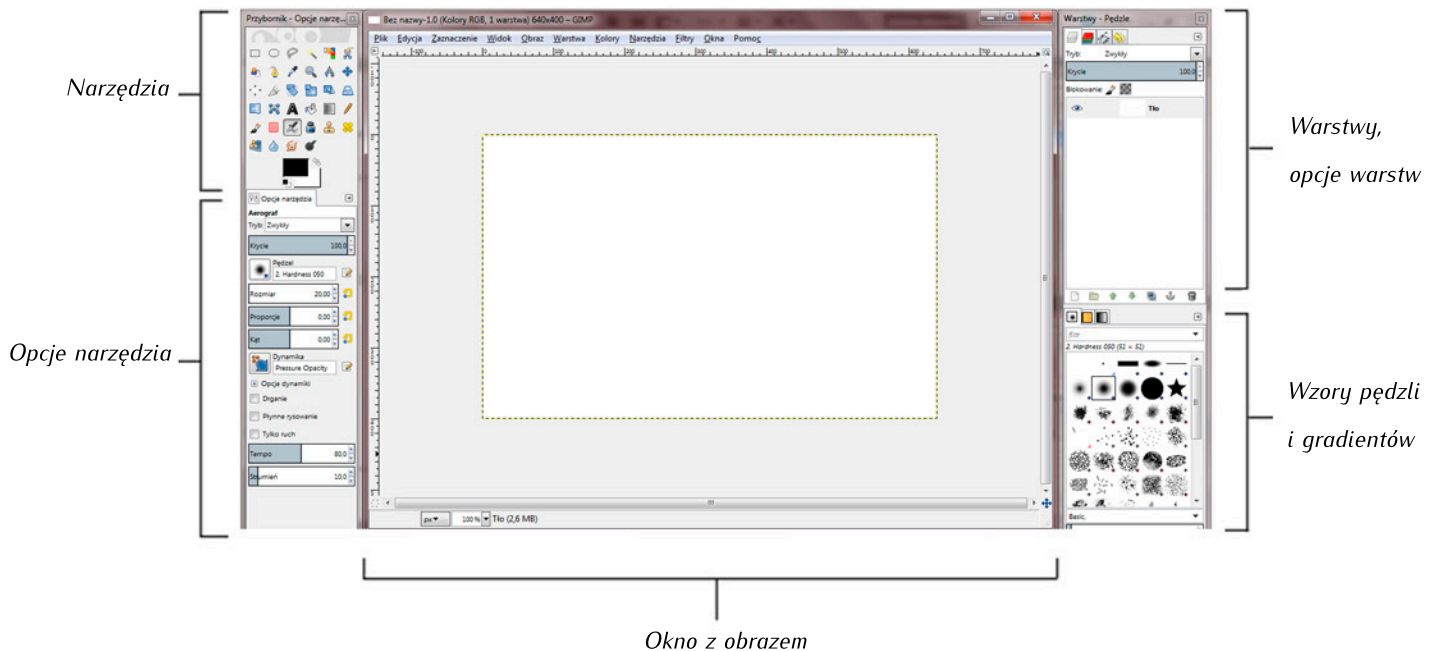 Narzędzia
Opcje narzędzia
Przybornik - Opcje narzę...
Opcje narzędzia
Aerograf
Tryb: Zwykły
Krycie 100,0
Pędzel
2. Hardness 050
Rozmiar 20,00
Proporcje 0,00
Kąt 0,00
Dynamika
Pressure Opacity
Opcje dynamiki
Drganie
Płynne rysowanie
Tylko ruch
Tempo 80,0
Strumień 10,0
Bez nazwy-1.0 (Kolory RGB, 1 warstwa) 640x400 – GIMP
Plik Edycja Zaznaczenie Widok Obraz Warstwa Kolory Narzędzia Filtry Okna Pomoc
px 100% Tło (2,6 MB)
Warstwy - Pędzle
Tryb: Zwykły
Krycie 100,0
Blokowanie:
Tło
filtr
2. Hardness 050 (51 × 51)
Basic,
Warstwy,
opcje warstw
Wzory pędzli
i gradientów
Okno z obrazem